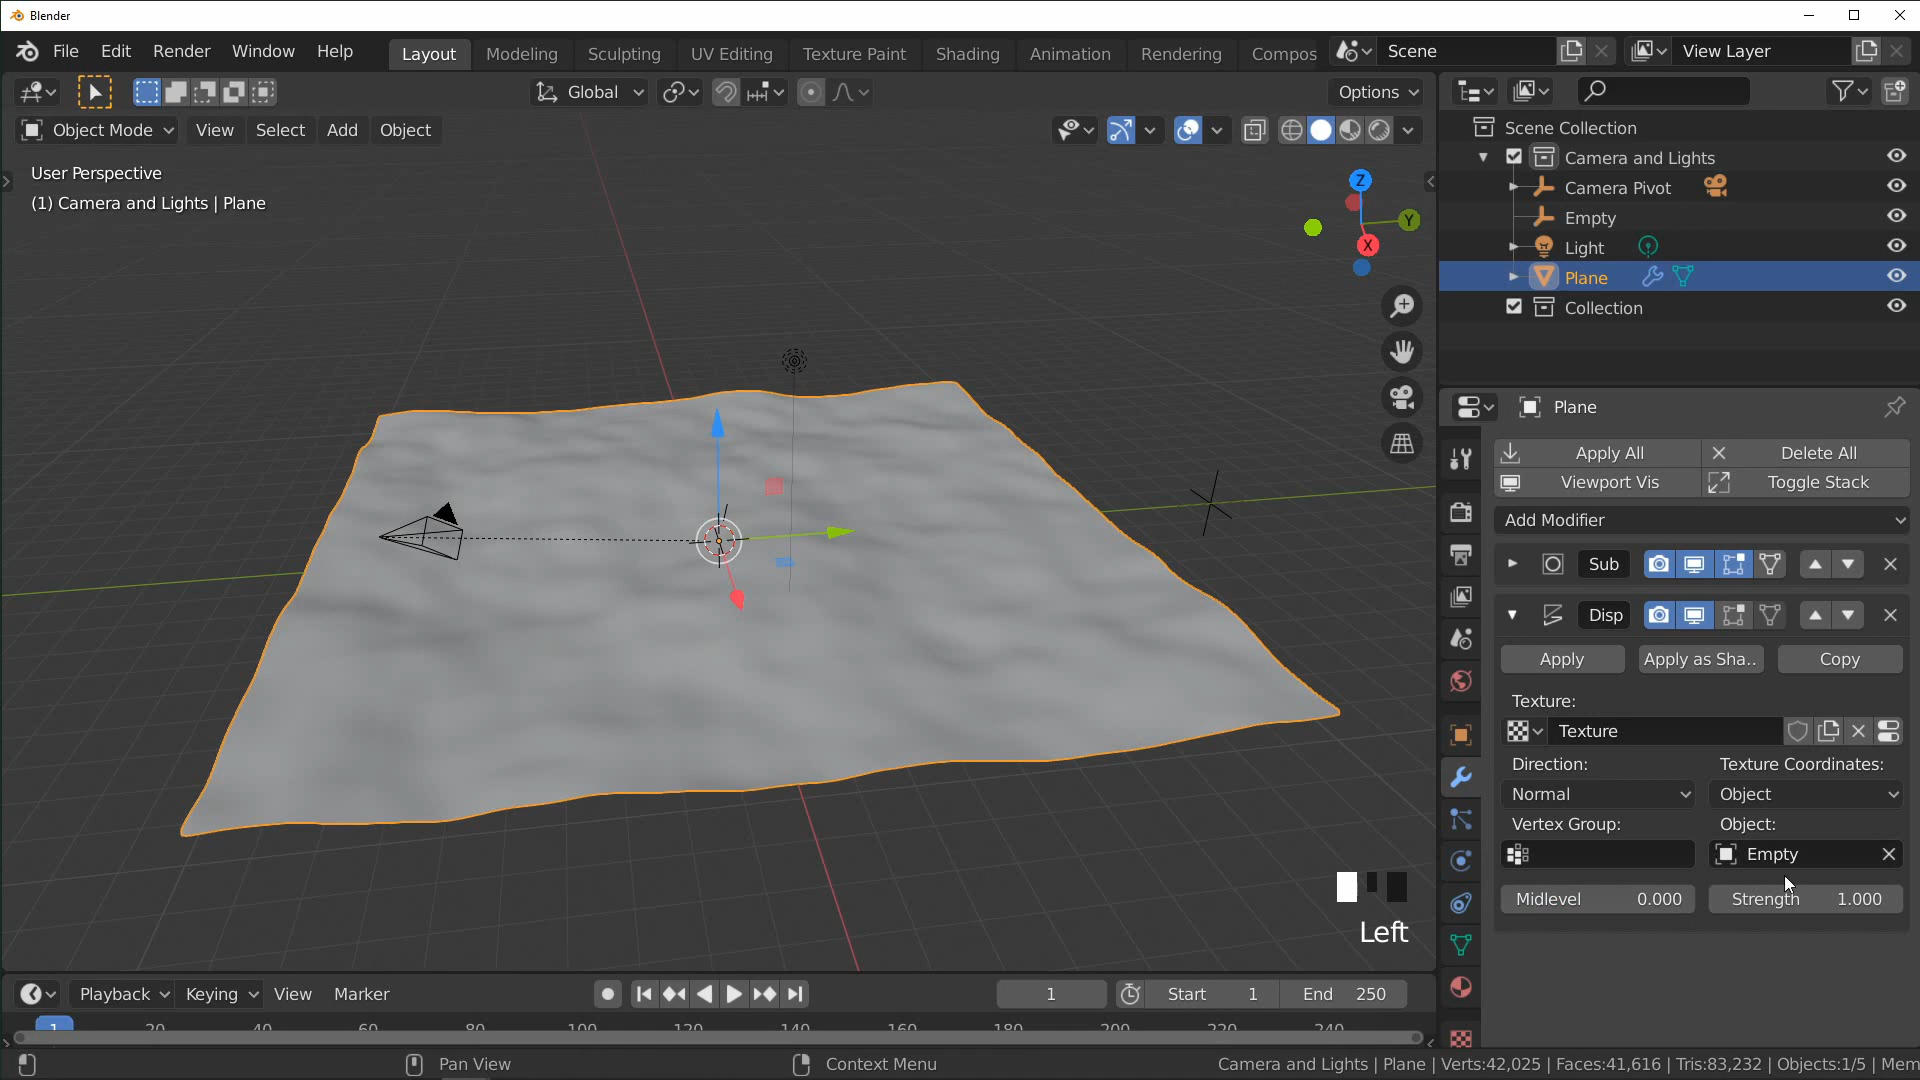 Blender
File Edit Render Window Help Layout Modeling Sculpting UV Editing Texture Paint Shading Animation Rendering Compos Scene View Layer
Global Options
Object Mode View Select Add Object
User Perspective
(1) Camera and Lights | Plane
Z
Y
X
Left
Scene Collection
Camera and Lights
Camera Pivot
Empty
Light
Plane
Collection
Plane
Apply All Delete All
Viewport Vis Toggle Stack
Add Modifier
Sub
Disp
Apply Apply as Sha.. Copy
Texture:
Texture
Direction: Texture Coordinates:
Normal Object
Vertex Group: Object:
Empty
Midlevel 0.000 Strength 1.000
Playback Keying View Marker 1 Start 1 End 250
1 20 40 60 80 100 120 140 160 180 200 220 240
Pan View Context Menu Camera and Lights | Plane | Verts:42,025 | Faces:41,616 | Tris:83,232 | Objects:1/5 | Mem